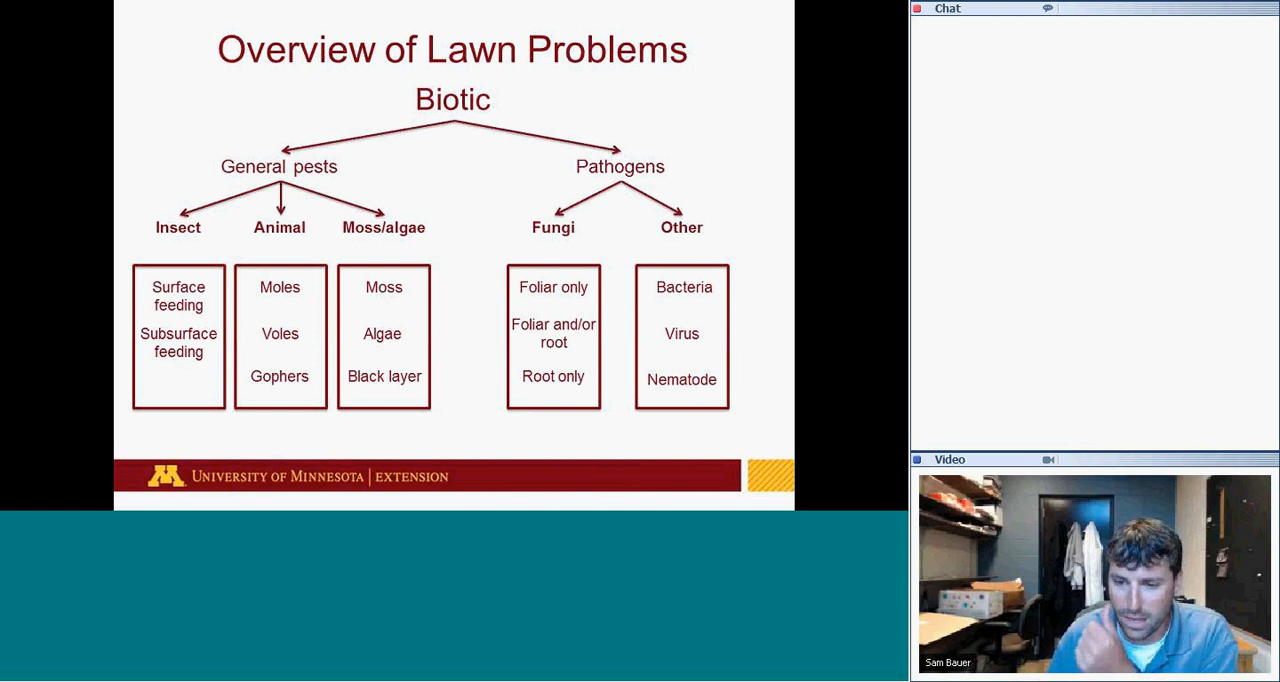 Overview of Lawn Problems
Biotic
General pests
Pathogens
Insect
Animal
Moss/algae
Fungi
Other
Surface
feeding
Subsurface
feeding
Moles
Voles
Gophers
Moss
Algae
Black layer
Foliar only
Foliar and/or
root
Root only
Bacteria
Virus
Nematode
M
UNIVERSITY OF MINNESOTA | EXTENSION
Chat
Video
Sam Bauer